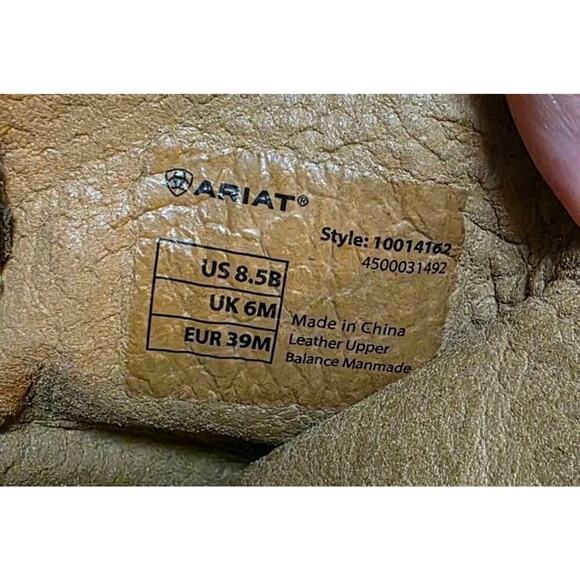 ARIAT®
Style: 10014162
4500031492
US 8.5B
UK 6M
EUR 39M
Made in China
Leather Upper
Balance Manmade